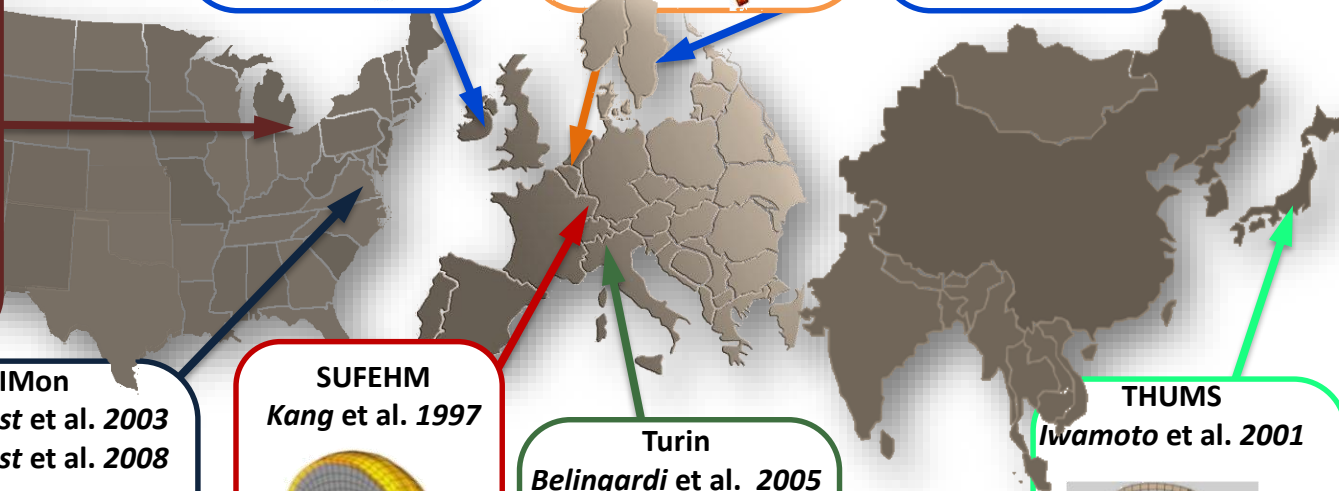 IMon
st et al. 2003
st et al. 2008
SUFEHM
Kang et al. 1997
Turin
Belingardi et al. 2005
THUMS
Iwamoto et al. 2001